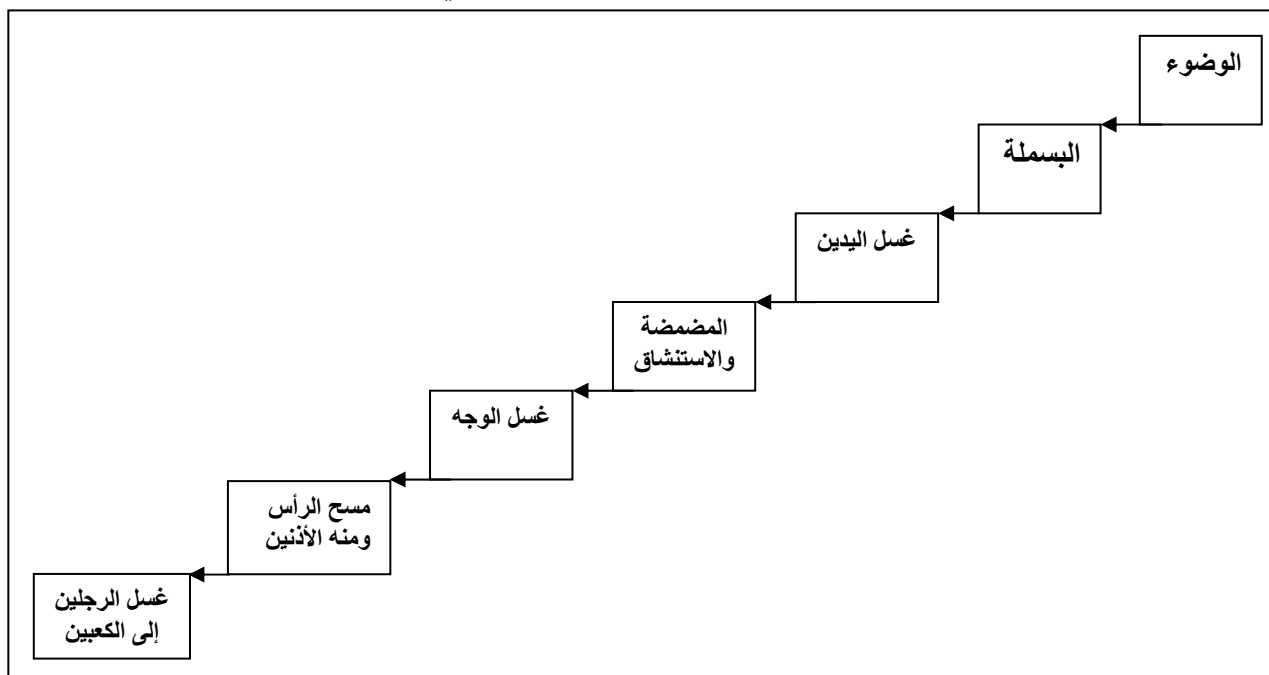 الوضوء
البسملة
غسل اليدين
المضمضة
والاستنشاق
غسل الوجه
مسح الرأس
ومنه الأذنين
غسل الرجلين
إلى الكعبين